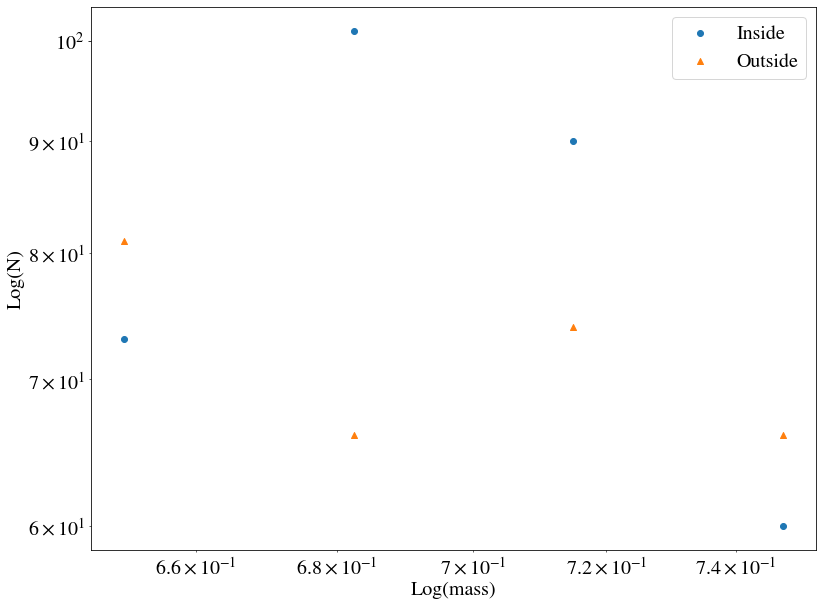 10²
9 × 10¹
8 × 10¹
7 × 10¹
6 × 10¹
Log(N)
Inside
Outside
6.6 × 10⁻¹ 6.8 × 10⁻¹ 7 × 10⁻¹ 7.2 × 10⁻¹ 7.4 × 10⁻¹
Log(mass)